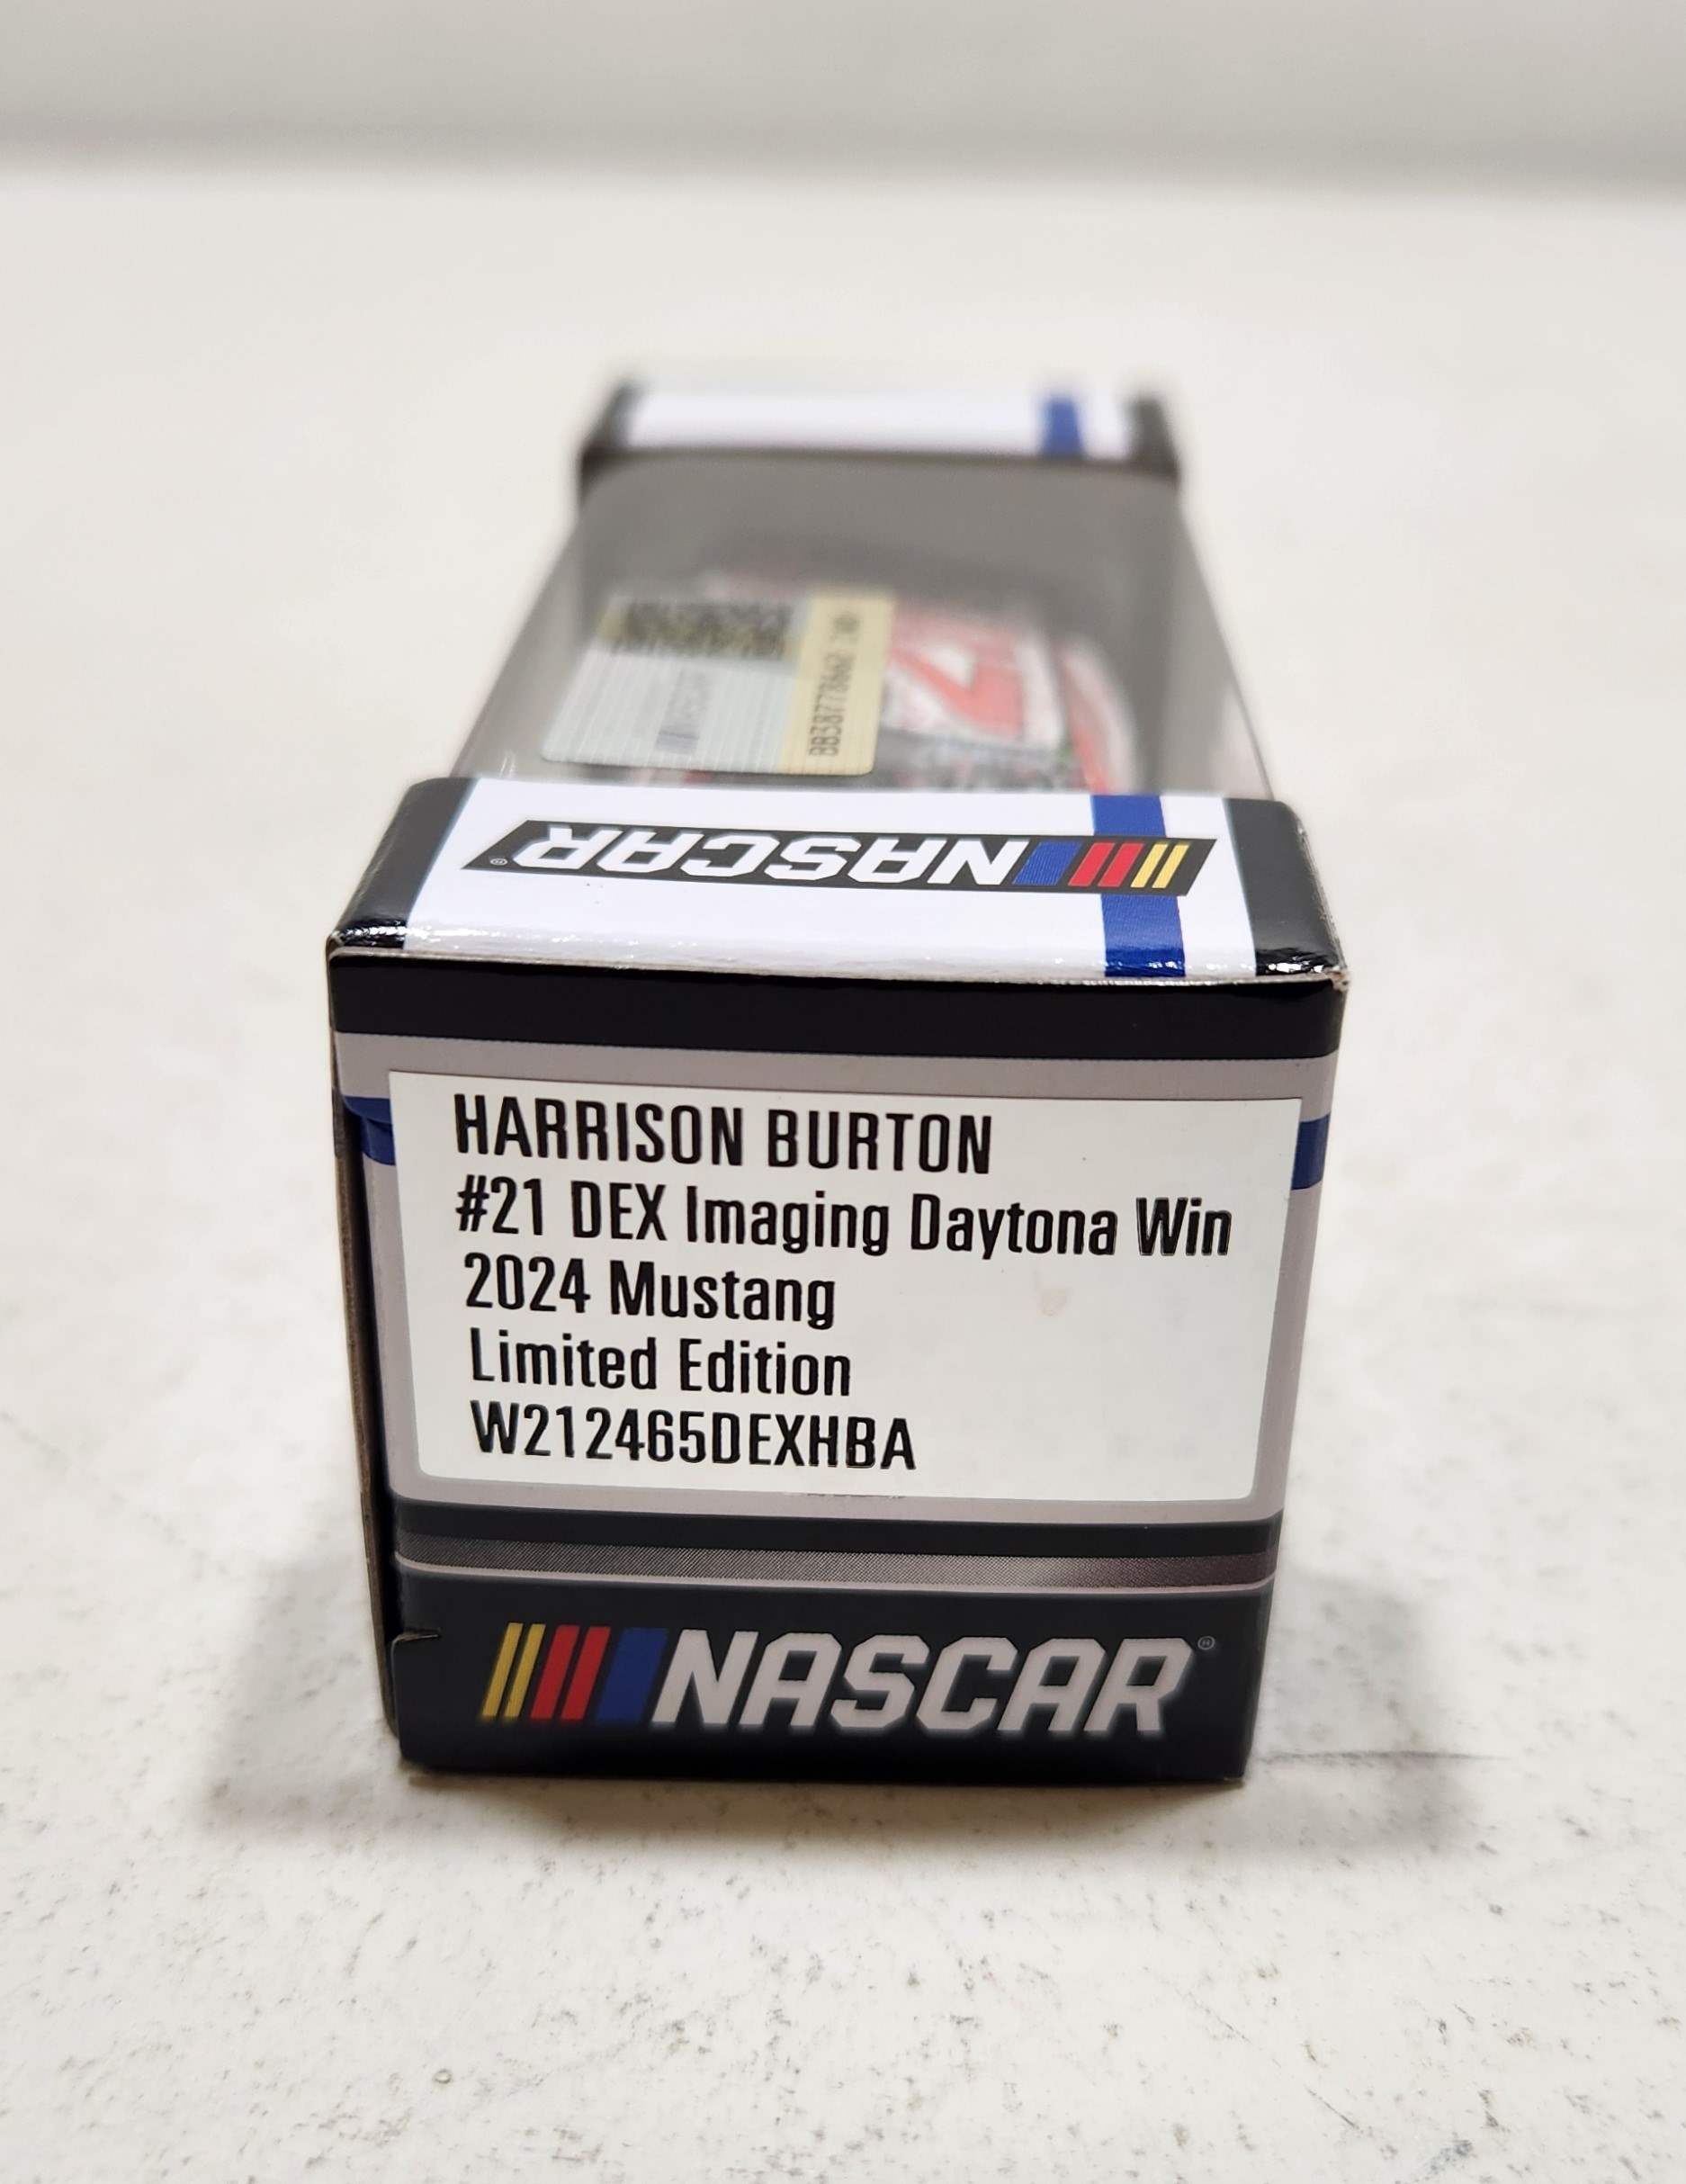 NASCAR
HARRISON BURTON
#21 DEX Imaging Daytona Win
2024 Mustang
Limited Edition
W212465DEXHBA
NASCAR®